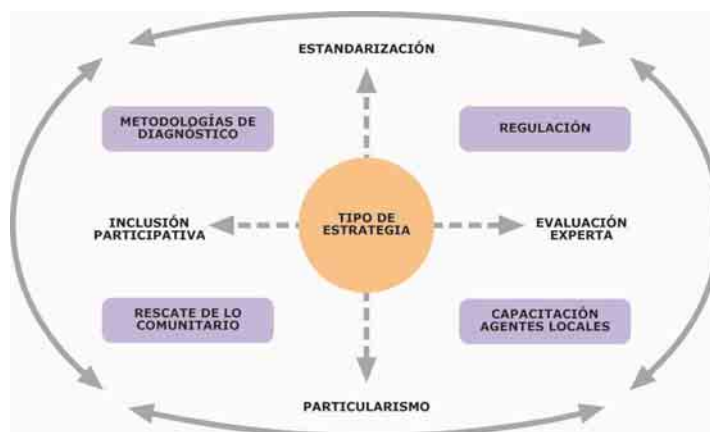 ESTANDARIZACIÓN
METODOLOGÍAS DE
DIAGNÓSTICO
REGULACIÓN
INCLUSIÓN
PARTICIPATIVA
TIPO DE
ESTRATEGIA
EVALUACIÓN
EXPERTA
RESCATE DE LO
COMUNITARIO
CAPACITACIÓN
AGENTES LOCALES
PARTICULARISMO